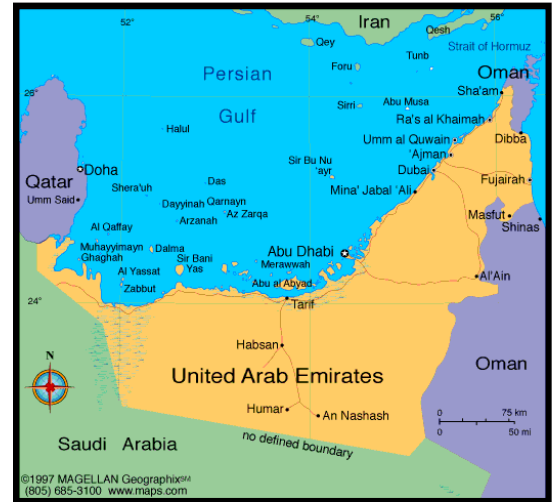 52
54
56
Iran
Qey
Qesh
Tunb
Strait of Hormuz
Foru
Persian
Oman
Sha'am
26
Sirri
Abu Musa
Gulf
Ra's al Khaimah
Halul
Umm al Quwain
Dibba
'Ajman
Sir Bu Nu
'ayr
Doha
Dubai
Qatar
Shera'uh
Das
Mina' Jabal 'Ali
Fujairah
Umm Said
Dayyinah
Qarnayn
Arzanah
Az Zarqa
Masfut
Shinas
Al Qaffay
Muhayyimayn
Dalma
Abu Dhabi
Ghaghah
Sir Bani
Yas
Merawwah
Al Yassat
Abu al Abyad
Al'Ain
Zabbut
24
Tarif
Habsan
N
United Arab Emirates
Oman
Humar
An Nashash
0 75 km
0 50 mi
Saudi Arabia
no defined boundary
©1997 MAGELLAN Geographix℠
(805) 685-3100 www.maps.com